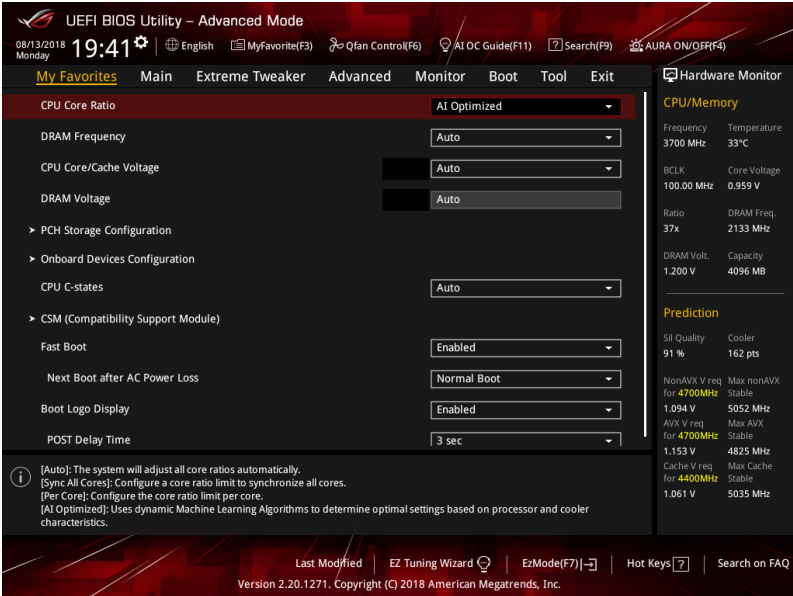 UEFI BIOS Utility – Advanced Mode
08/13/2018 Monday 19:41 English MyFavorite(F3) Qfan Control(F6) AI OC Guide(F11) ? Search(F9) AURA ON/OFF(F4)
My Favorites Main Extreme Tweaker Advanced Monitor Boot Tool Exit
CPU Core Ratio AI Optimized
DRAM Frequency Auto
CPU Core/Cache Voltage Auto
DRAM Voltage Auto
> PCH Storage Configuration
> Onboard Devices Configuration
CPU C-states Auto
> CSM (Compatibility Support Module)
Fast Boot Enabled
Next Boot after AC Power Loss Normal Boot
Boot Logo Display Enabled
POST Delay Time 3 sec
i
[Auto]: The system will adjust all core ratios automatically.
[Sync All Cores]: Configure a core ratio limit to synchronize all cores.
[Per Core]: Configure the core ratio limit per core.
[AI Optimized]: Uses dynamic Machine Learning Algorithms to determine optimal settings based on processor and cooler
characteristics.
Hardware Monitor
CPU/Memory
Frequency Temperature
3700 MHz 33°C
BCLK Core Voltage
100.00 MHz 0.959 V
Ratio DRAM Freq.
37x 2133 MHz
DRAM Volt. Capacity
1.200 V 4096 MB
Prediction
Sil Quality Cooler
91 % 162 pts
NonAVX V req Max nonAVX
for 4700MHz Stable
1.094 V 5052 MHz
AVX V req Max AVX
for 4700MHz Stable
1.153 V 4825 MHz
Cache V req Max Cache
for 4400MHz Stable
1.061 V 5035 MHz
Last Modified EZ Tuning Wizard EzMode(F7) Hot Keys ? Search on FAQ
Version 2.20.1271. Copyright (C) 2018 American Megatrends, Inc.